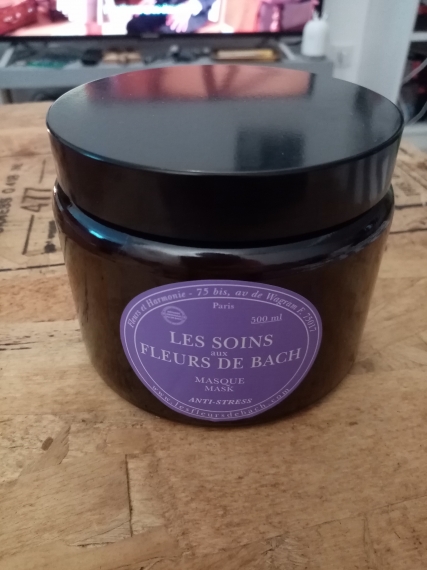 Fleurs et Harmonie - 75 bis, av de Wagram F 75017
Paris
500 ml
LES SOINS
aux
FLEURS DE BACH
MASQUE
MASK
ANTI-STRESS
www.lesfleursdebach.com
477